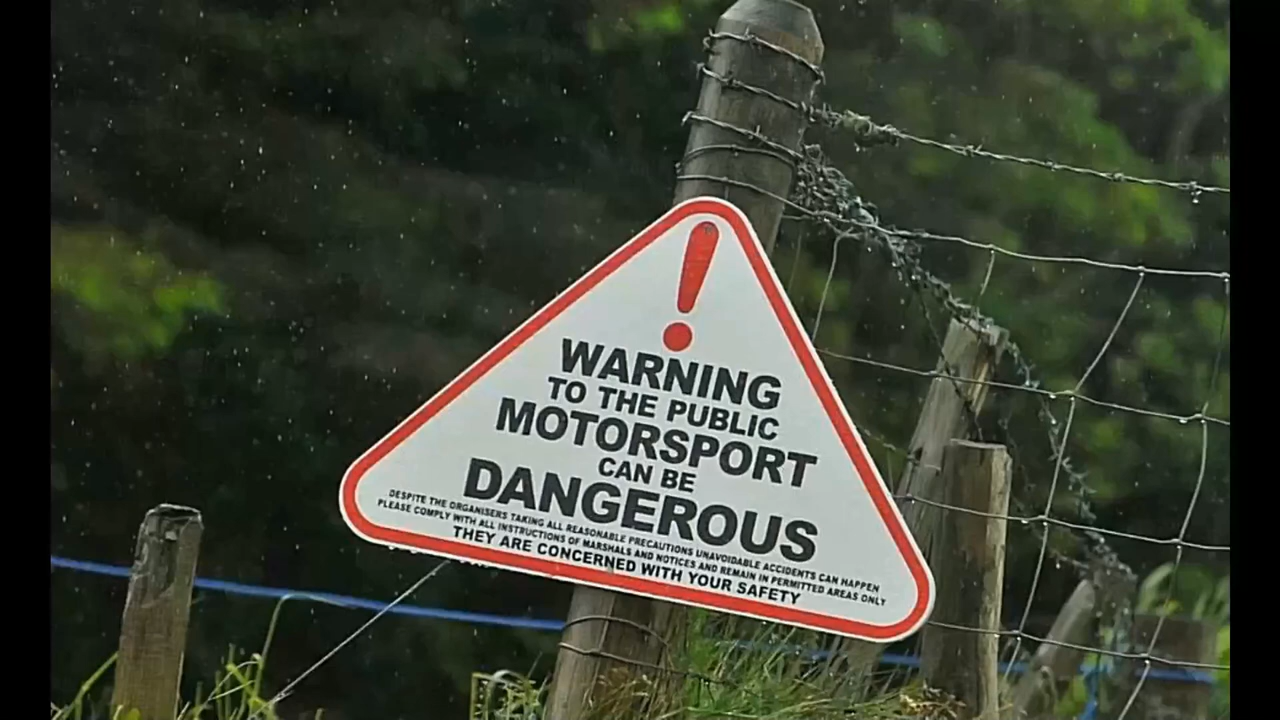 !
WARNING
TO THE PUBLIC
MOTORSPORT
CAN BE
DANGEROUS
DESPITE THE ORGANISERS TAKING ALL REASONABLE PRECAUTIONS UNAVOIDABLE ACCIDENTS CAN HAPPEN
PLEASE COMPLY WITH ALL INSTRUCTIONS OF MARSHALS AND NOTICES AND REMAIN IN PERMITTED AREAS ONLY
THEY ARE CONCERNED WITH YOUR SAFETY